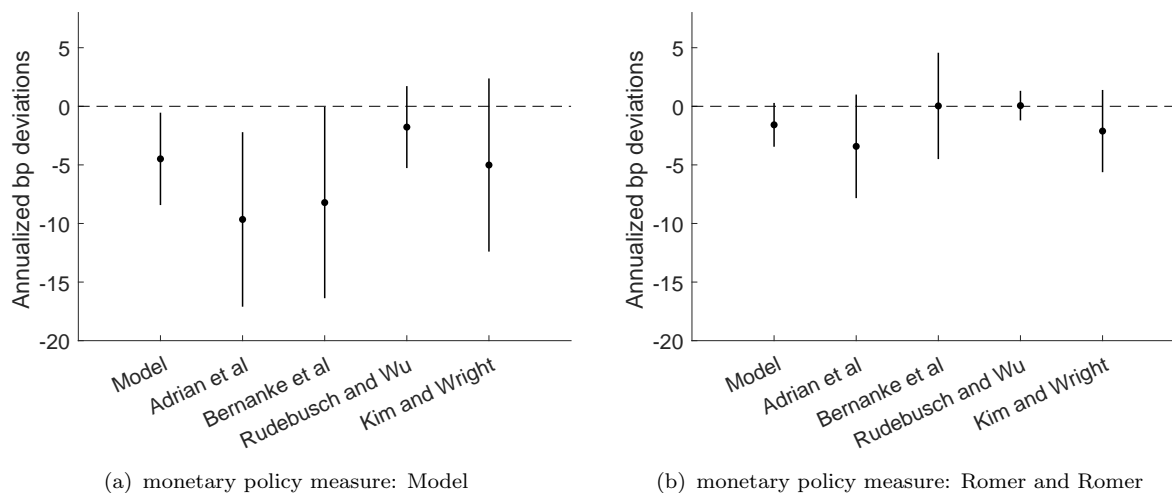 Annualized bp deviations
5
0
-5
-10
-15
-20
Model
Adrian et al
Bernanke et al
Rudebusch and Wu
Kim and Wright
(a) monetary policy measure: Model
Annualized bp deviations
5
0
-5
-10
-15
-20
Model
Adrian et al
Bernanke et al
Rudebusch and Wu
Kim and Wright
(b) monetary policy measure: Romer and Romer